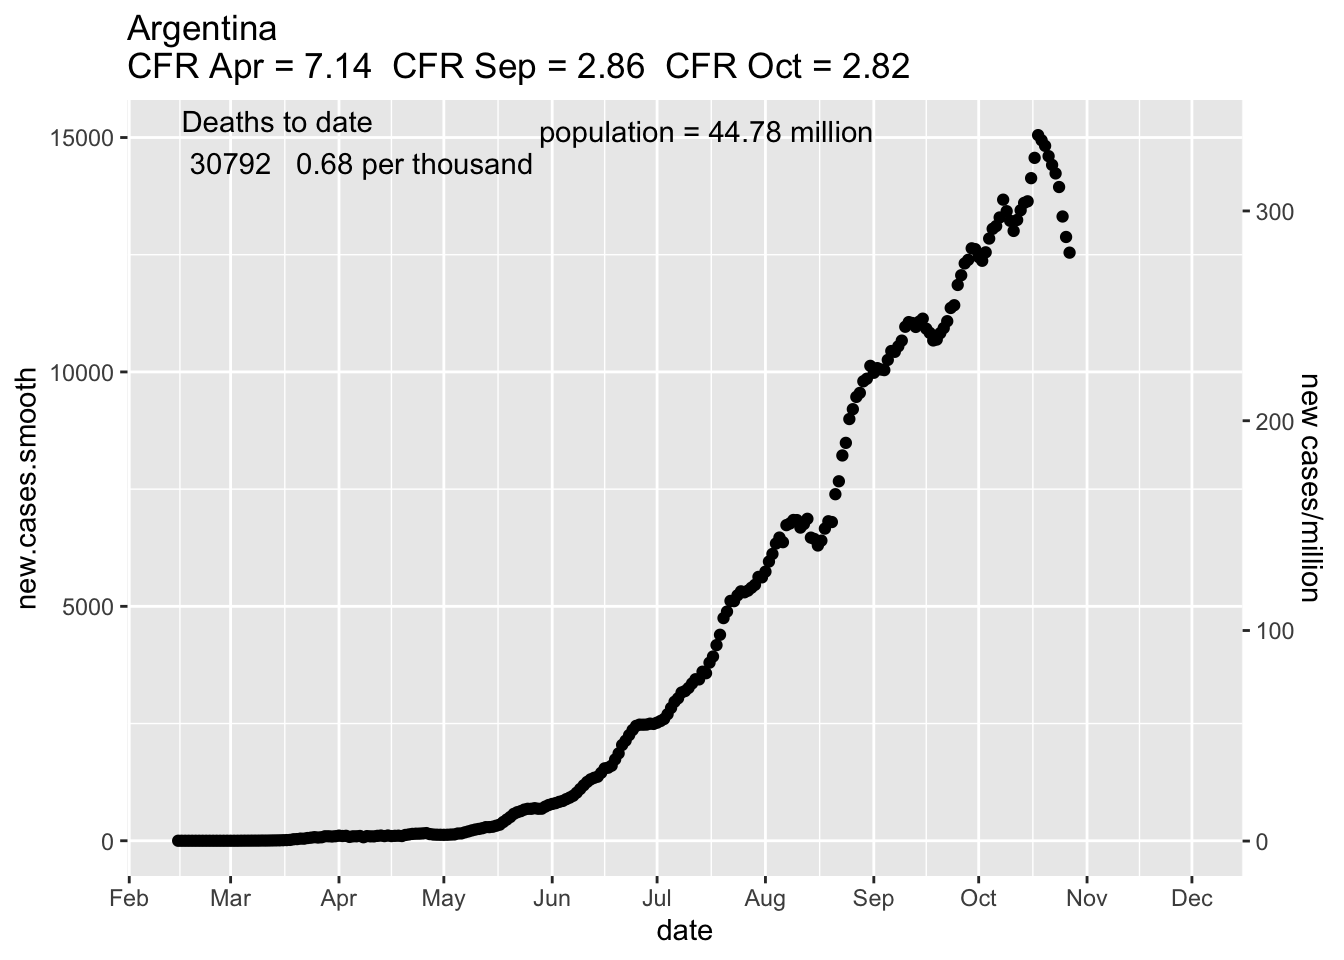 Argentina
CFR Apr = 7.14  CFR Sep = 2.86  CFR Oct = 2.82
Deaths to date
population = 44.78 million
30792   0.68 per thousand
15000
10000
5000
0
new.cases.smooth
300
200
100
0
new cases/million
Feb Mar Apr May Jun Jul Aug Sep Oct Nov Dec
date